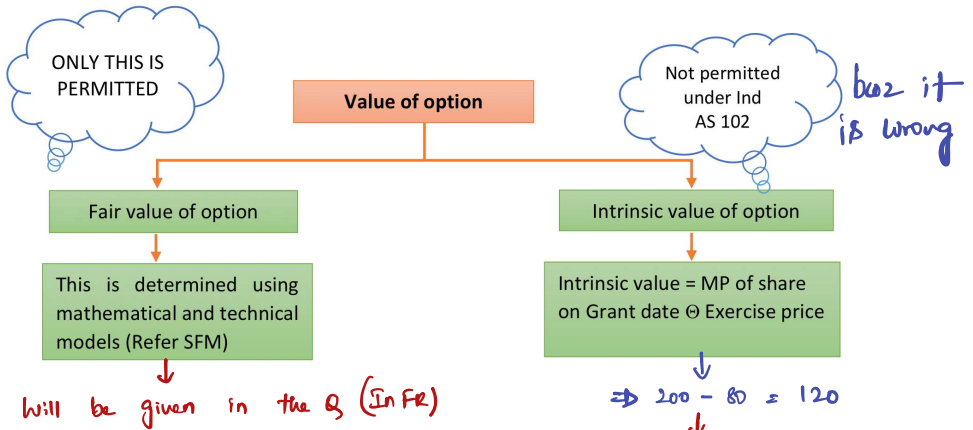 ONLY THIS IS
PERMITTED
Value of option
Not permitted
under Ind
AS 102
bcoz it
is wrong
Fair value of option
Intrinsic value of option
This is determined using
mathematical and technical
models (Refer SFM)
Intrinsic value = MP of share
on Grant date Θ Exercise price
Will be given in the Q (In FR)
⇒ 200 - 80 = 120